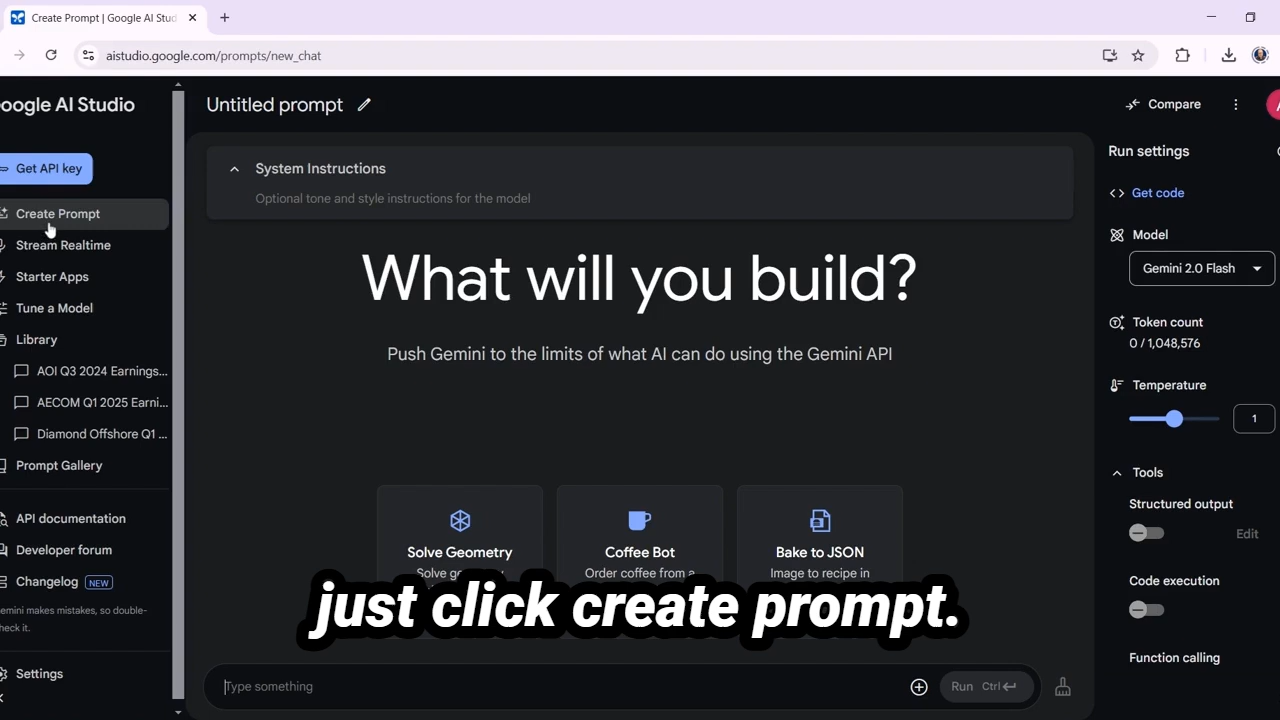 Create Prompt | Google AI Stud
aistudio.google.com/prompts/new_chat
oogle AI Studio
Get API key
Create Prompt
Stream Realtime
Starter Apps
Tune a Model
Library
AOI Q3 2024 Earnings...
AECOM Q1 2025 Earni...
Diamond Offshore Q1 ...
Prompt Gallery
API documentation
Developer forum
Changelog NEW
emini makes mistakes, so double-
heck it.
Settings
Untitled prompt
Compare
System Instructions
Optional tone and style instructions for the model
What will you build?
Push Gemini to the limits of what AI can do using the Gemini API
Solve Geometry
Coffee Bot
Order coffee from a
Bake to JSON
Image to recipe in
just click create prompt.
Type something
Run Ctrl
Run settings
Get code
Model
Gemini 2.0 Flash
Token count
0 / 1,048,576
Temperature
1
Tools
Structured output
Edit
Code execution
Function calling